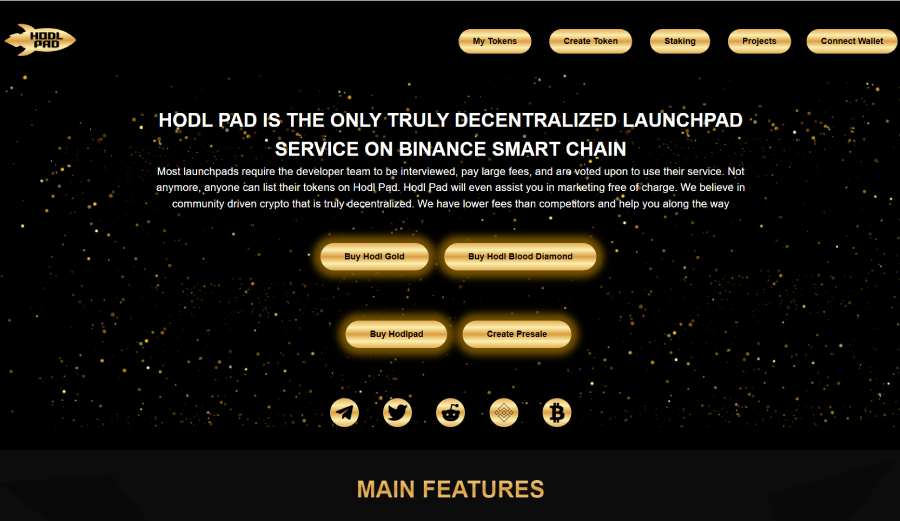 HODL
PAD
My Tokens
Create Token
Staking
Projects
Connect Wallet
HODL PAD IS THE ONLY TRULY DECENTRALIZED LAUNCHPAD
SERVICE ON BINANCE SMART CHAIN
Most launchpads require the developer team to be interviewed, pay large fees, and are voted upon to use their service. Not
anymore, anyone can list their tokens on Hodl Pad. Hodl Pad will even assist you in marketing free of charge. We believe in
community driven crypto that is truly decentralized. We have lower fees than competitors and help you along the way
Buy Hodl Gold
Buy Hodl Blood Diamond
Buy Hodlpad
Create Presale
MAIN FEATURES